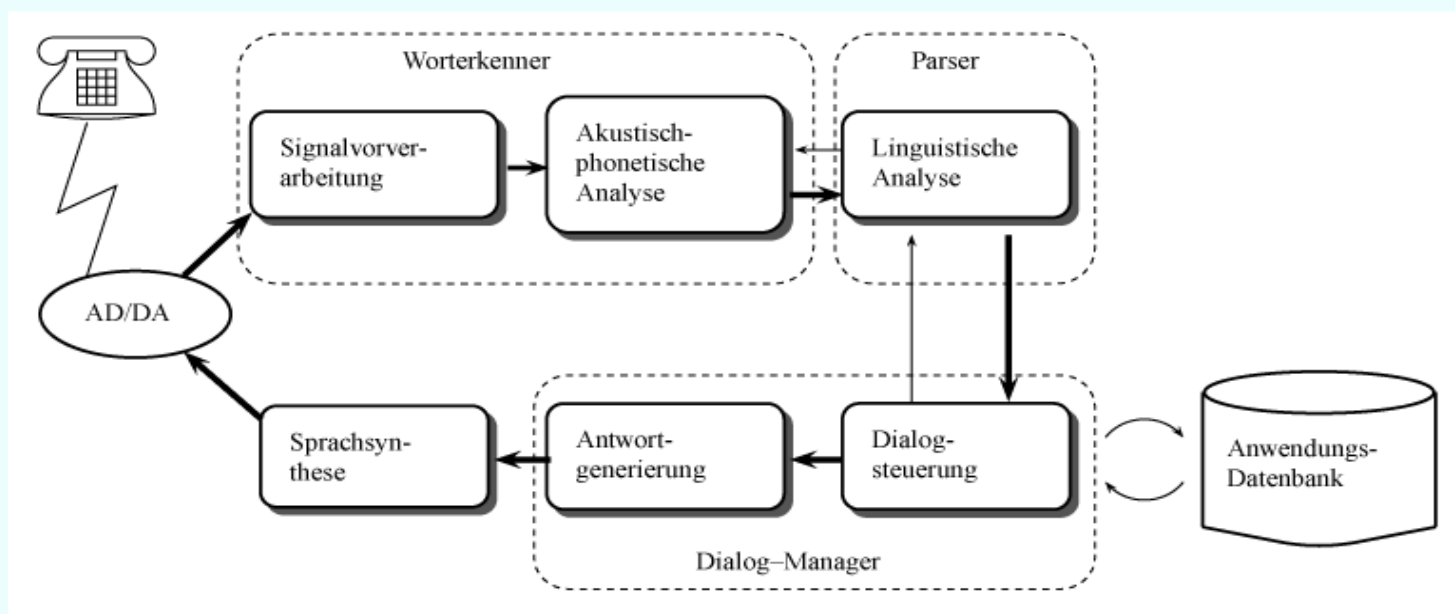 Worterkenner
Parser
Signalvorver-
arbeitung
Akustisch-
phonetische
Analyse
Linguistische
Analyse
AD/DA
Sprachsyn-
these
Antwort-
generierung
Dialog-
steuerung
Anwendungs-
Datenbank
Dialog–Manager